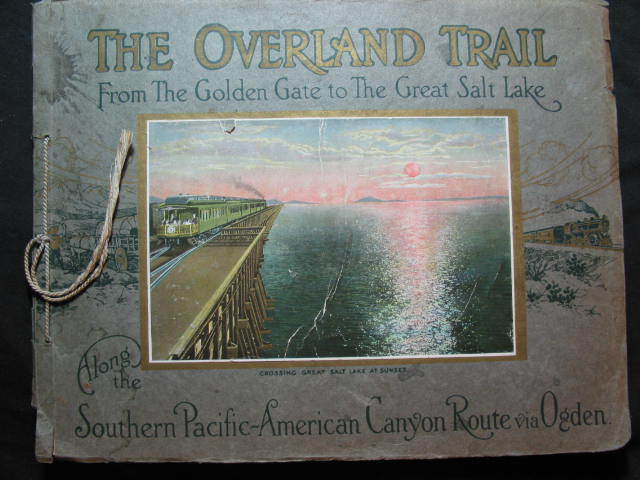 THE OVERLAND TRAIL
From The Golden Gate to The Great Salt Lake
CROSSING GREAT SALT LAKE AT SUNSET
Along
the
Southern Pacific-American Canyon Route via Ogden.